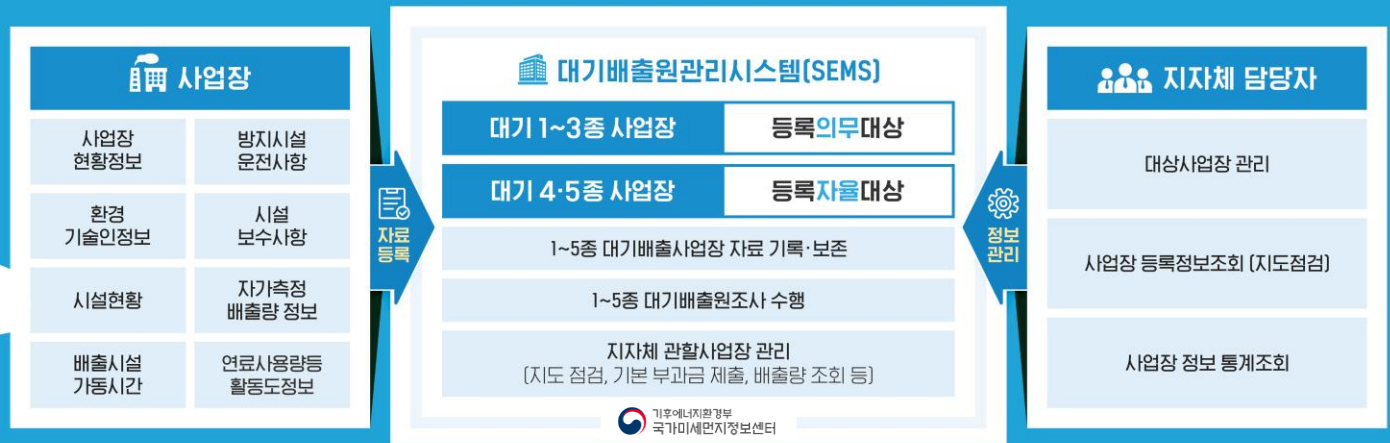 사업장
사업장
현황정보
방지시설
운전사항
환경
기술인정보
시설
보수사항
시설현황
자가측정
배출량 정보
배출시설
가동시간
연료사용량등
활동도정보
자료
등록
대기배출원관리시스템(SEMS)
대기 1~3종 사업장
등록의무대상
대기 4·5종 사업장
등록자율대상
1~5종 대기배출사업장 자료 기록·보존
1~5종 대기배출원조사 수행
지자체 관할사업장 관리
(지도 점검, 기본 부과금 제출, 배출량 조회 등)
기후에너지환경부
국가미세먼지정보센터
정보
관리
지자체 담당자
대상사업장 관리
사업장 등록정보조회 (지도점검)
사업장 정보 통계조회